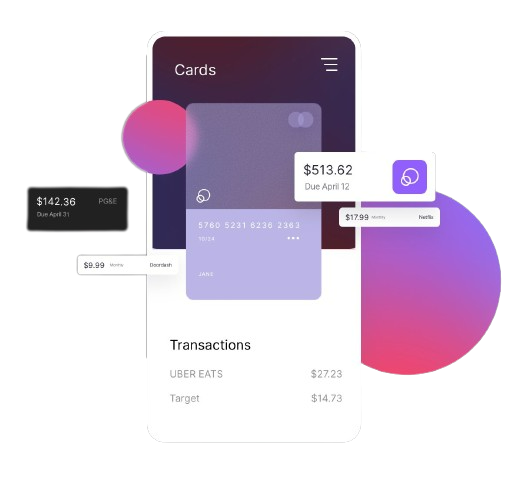 Cards
$513.62
Due April 12
$142.36 PG&E
Due April 31
$17.99 Monthly Netflix
5760 5231 6236 2363
10/24
$9.99 Monthly Doordash
JANE
Transactions
UBER EATS $27.23
Target $14.73